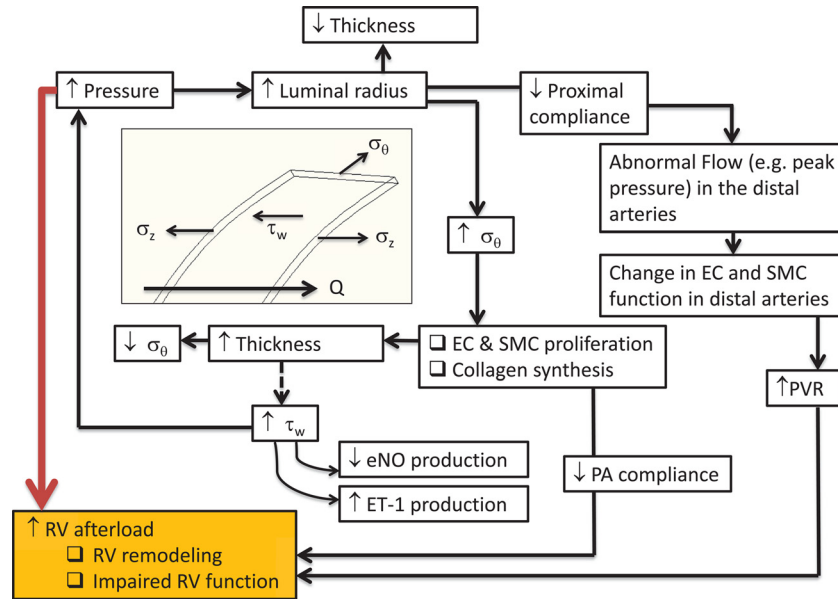 ↓ Thickness
↑ Pressure
↑ Luminal radius
↓ Proximal
compliance
Abnormal Flow (e.g. peak
pressure) in the distal
arteries
σθ
σz
τw
σz
Q
↑ σθ
Change in EC and SMC
function in distal arteries
↓ σθ
↑ Thickness
❑ EC & SMC proliferation
❑ Collagen synthesis
↑PVR
↑ τw
↓ eNO production
↓ PA compliance
↑ ET-1 production
↑ RV afterload
❑ RV remodeling
❑ Impaired RV function